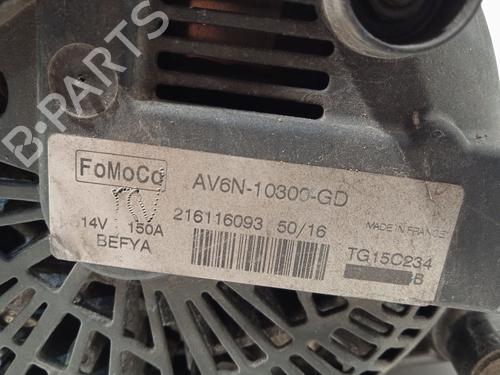 B-PARTS
FoMoCo
AV6N-10300-GD
14V 150A
216116093 50/16
MADE IN FRANCE
BEFYA
TG15C234
B